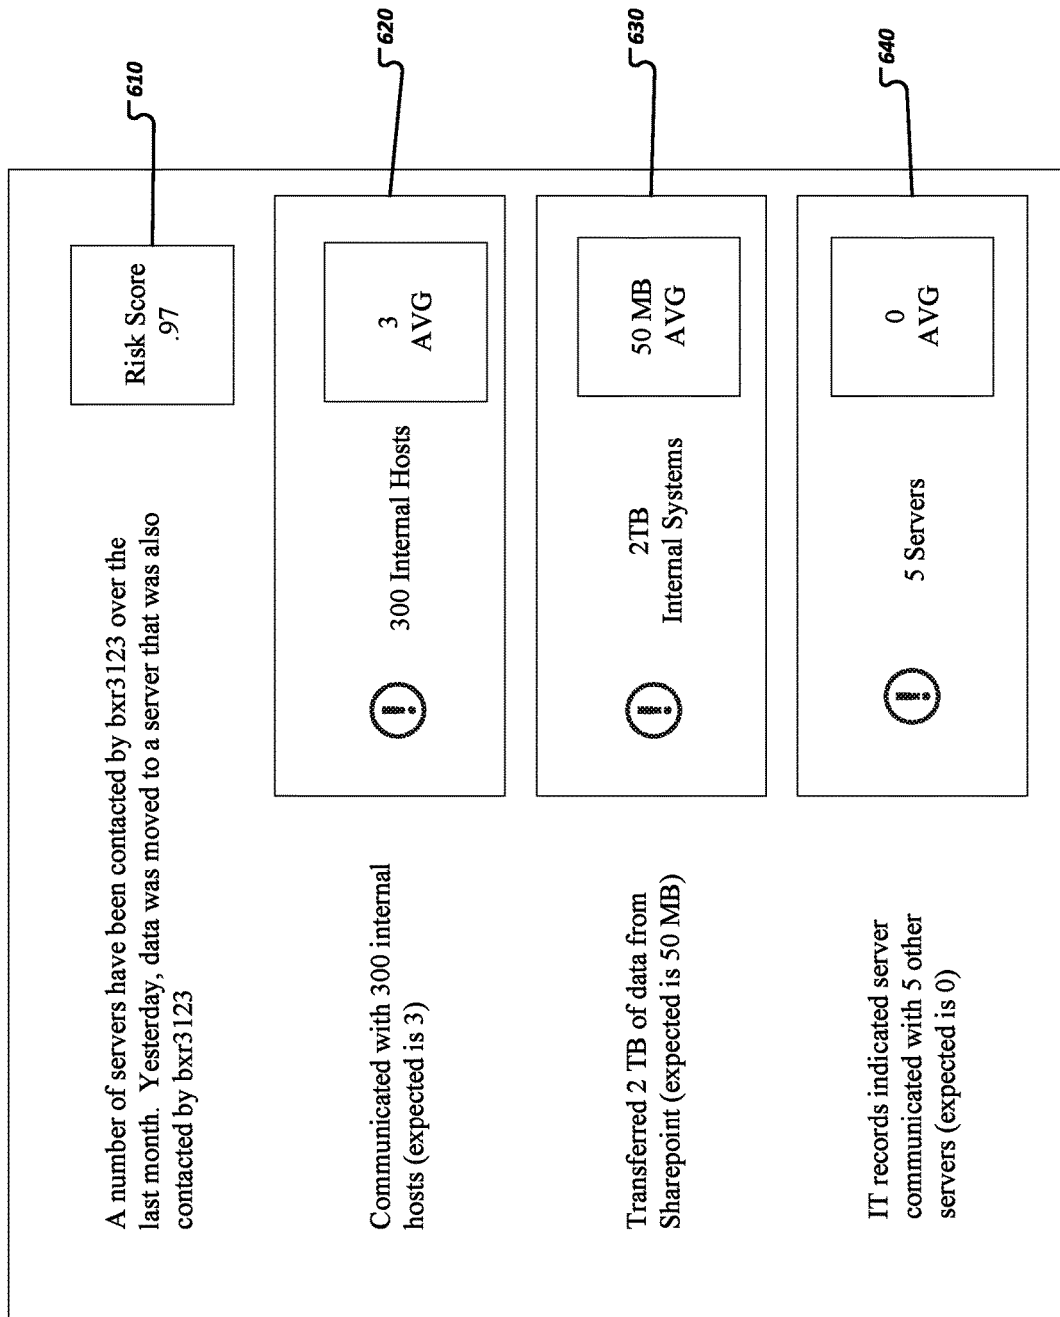 A number of servers have been contacted by bxr3123 over the
last month. Yesterday, data was moved to a server that was also
contacted by bxr3123
Risk Score
.97
610
Communicated with 300 internal
hosts (expected is 3)
300 Internal Hosts
3
AVG
620
Transferred 2 TB of data from
Sharepoint (expected is 50 MB)
2TB
Internal Systems
50 MB
AVG
630
IT records indicated server
communicated with 5 other
servers (expected is 0)
5 Servers
0
AVG
640